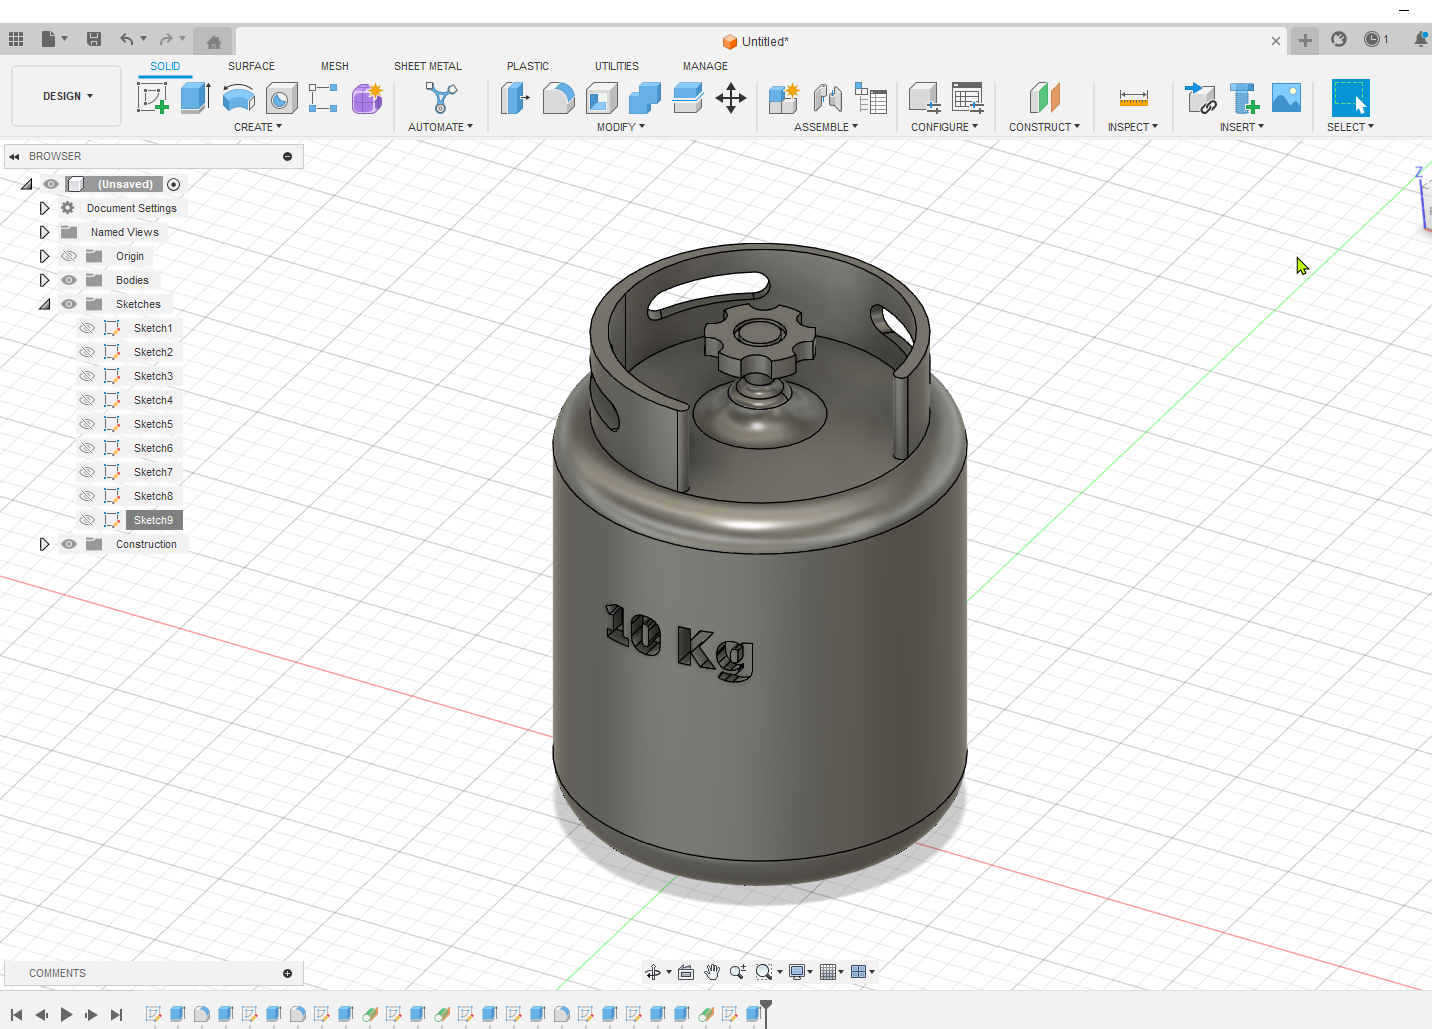 Untitled*
1
SOLID SURFACE MESH SHEET METAL PLASTIC UTILITIES MANAGE
DESIGN
CREATE AUTOMATE MODIFY ASSEMBLE CONFIGURE CONSTRUCT INSPECT INSERT SELECT
BROWSER
(Unsaved)
Document Settings
Named Views
Origin
Bodies
Sketches
Sketch1
Sketch2
Sketch3
Sketch4
Sketch5
Sketch6
Sketch7
Sketch8
Sketch9
Construction
Z
10 Kg
COMMENTS